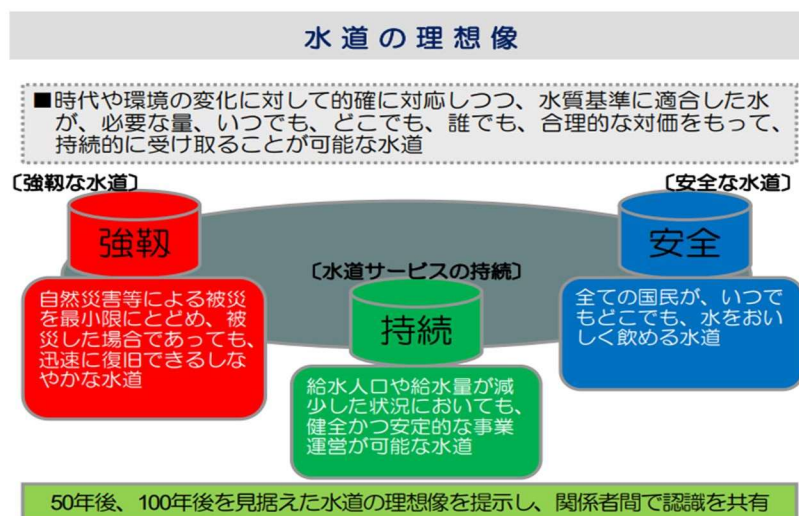 水道の理想像
■時代や環境の変化に対して的確に対応しつつ、水質基準に適合した水
が、必要な量、いつでも、どこでも、誰でも、合理的な対価をもって、
持続的に受け取ることが可能な水道
〔強靱な水道〕
強靱
自然災害等による被災
を最小限にとどめ、被
災した場合であっても、
迅速に復旧できるしな
やかな水道
〔水道サービスの持続〕
持続
給水人口や給水量が減
少した状況においても、
健全かつ安定的な事業
運営が可能な水道
〔安全な水道〕
安全
全ての国民が、いつで
もどこでも、水をおい
しく飲める水道
50年後、100年後を見据えた水道の理想像を提示し、関係者間で認識を共有